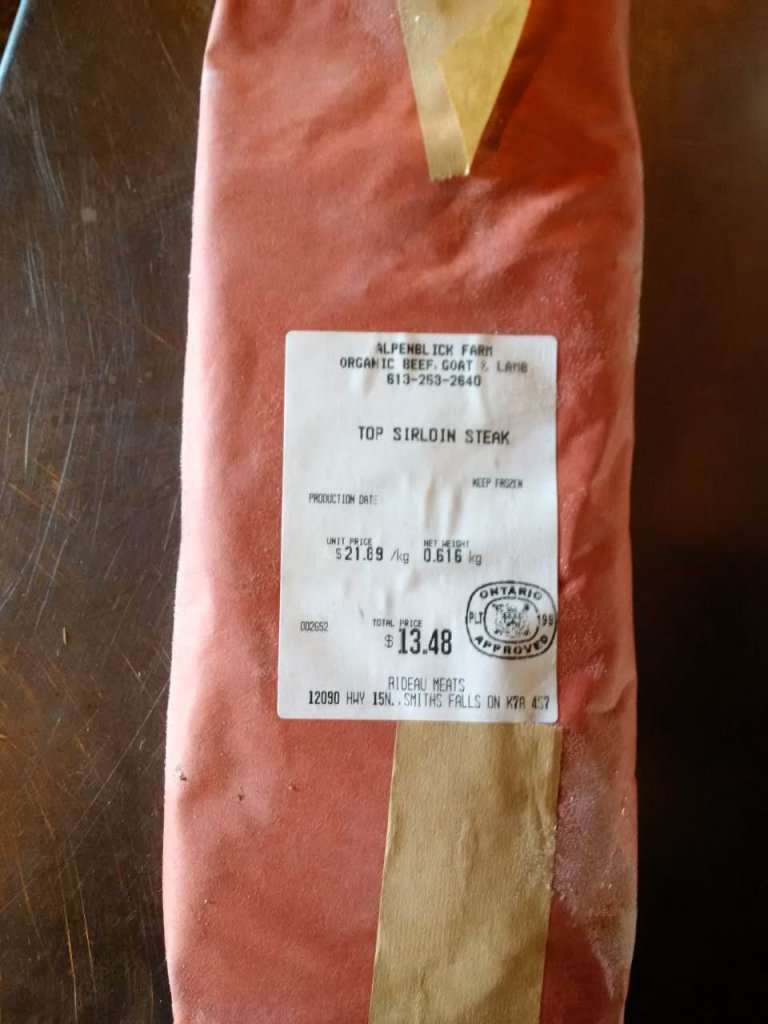 ALPENBLICK FARM
ORGANIC BEEF, GOAT & LAMB
613-253-2640
TOP SIRLOIN STEAK
KEEP FROZEN
PRODUCTION DATE
UNIT PRICE NET WEIGHT
$21.89 /kg 0.616 kg
ONTARIO
PLT 199
APPROVED
002652
TOTAL PRICE
$13.48
RIDEAU MEATS
12090 HWY 15N., SMITHS FALLS ON K7A 4S7